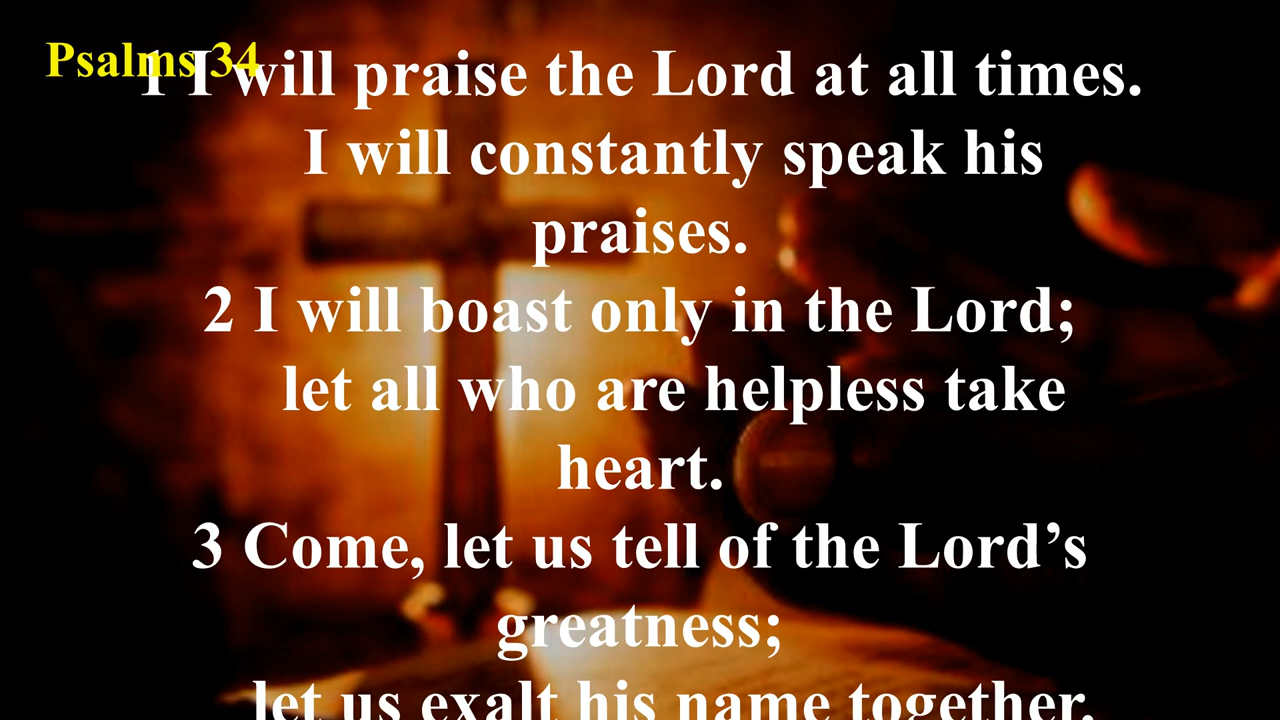 Psalms 34
1 I will praise the Lord at all times.
I will constantly speak his
praises.
2 I will boast only in the Lord;
let all who are helpless take
heart.
3 Come, let us tell of the Lord’s
greatness;
let us exalt his name together.